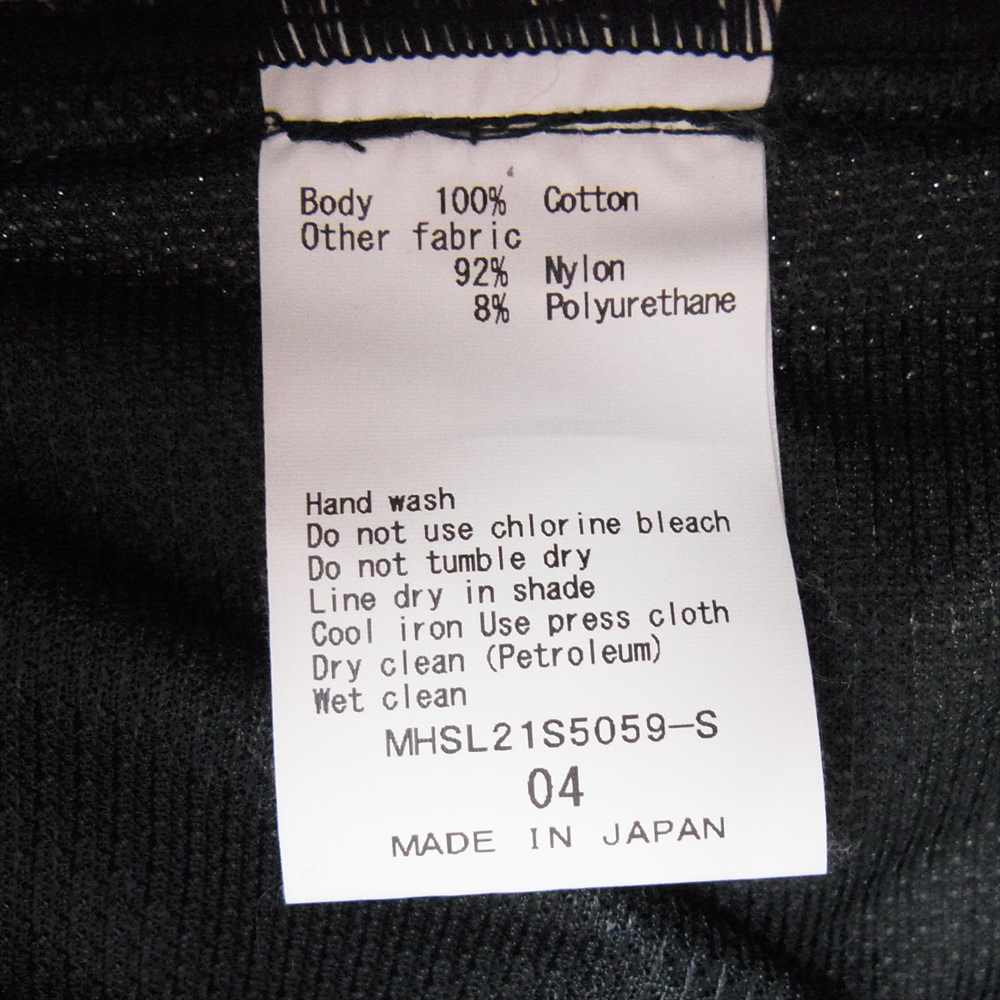 Body 100% Cotton
Other fabric
92% Nylon
8% Polyurethane
Hand wash
Do not use chlorine bleach
Do not tumble dry
Line dry in shade
Cool iron Use press cloth
Dry clean (Petroleum)
Wet clean
MHSL21S5059-S
04
MADE IN JAPAN